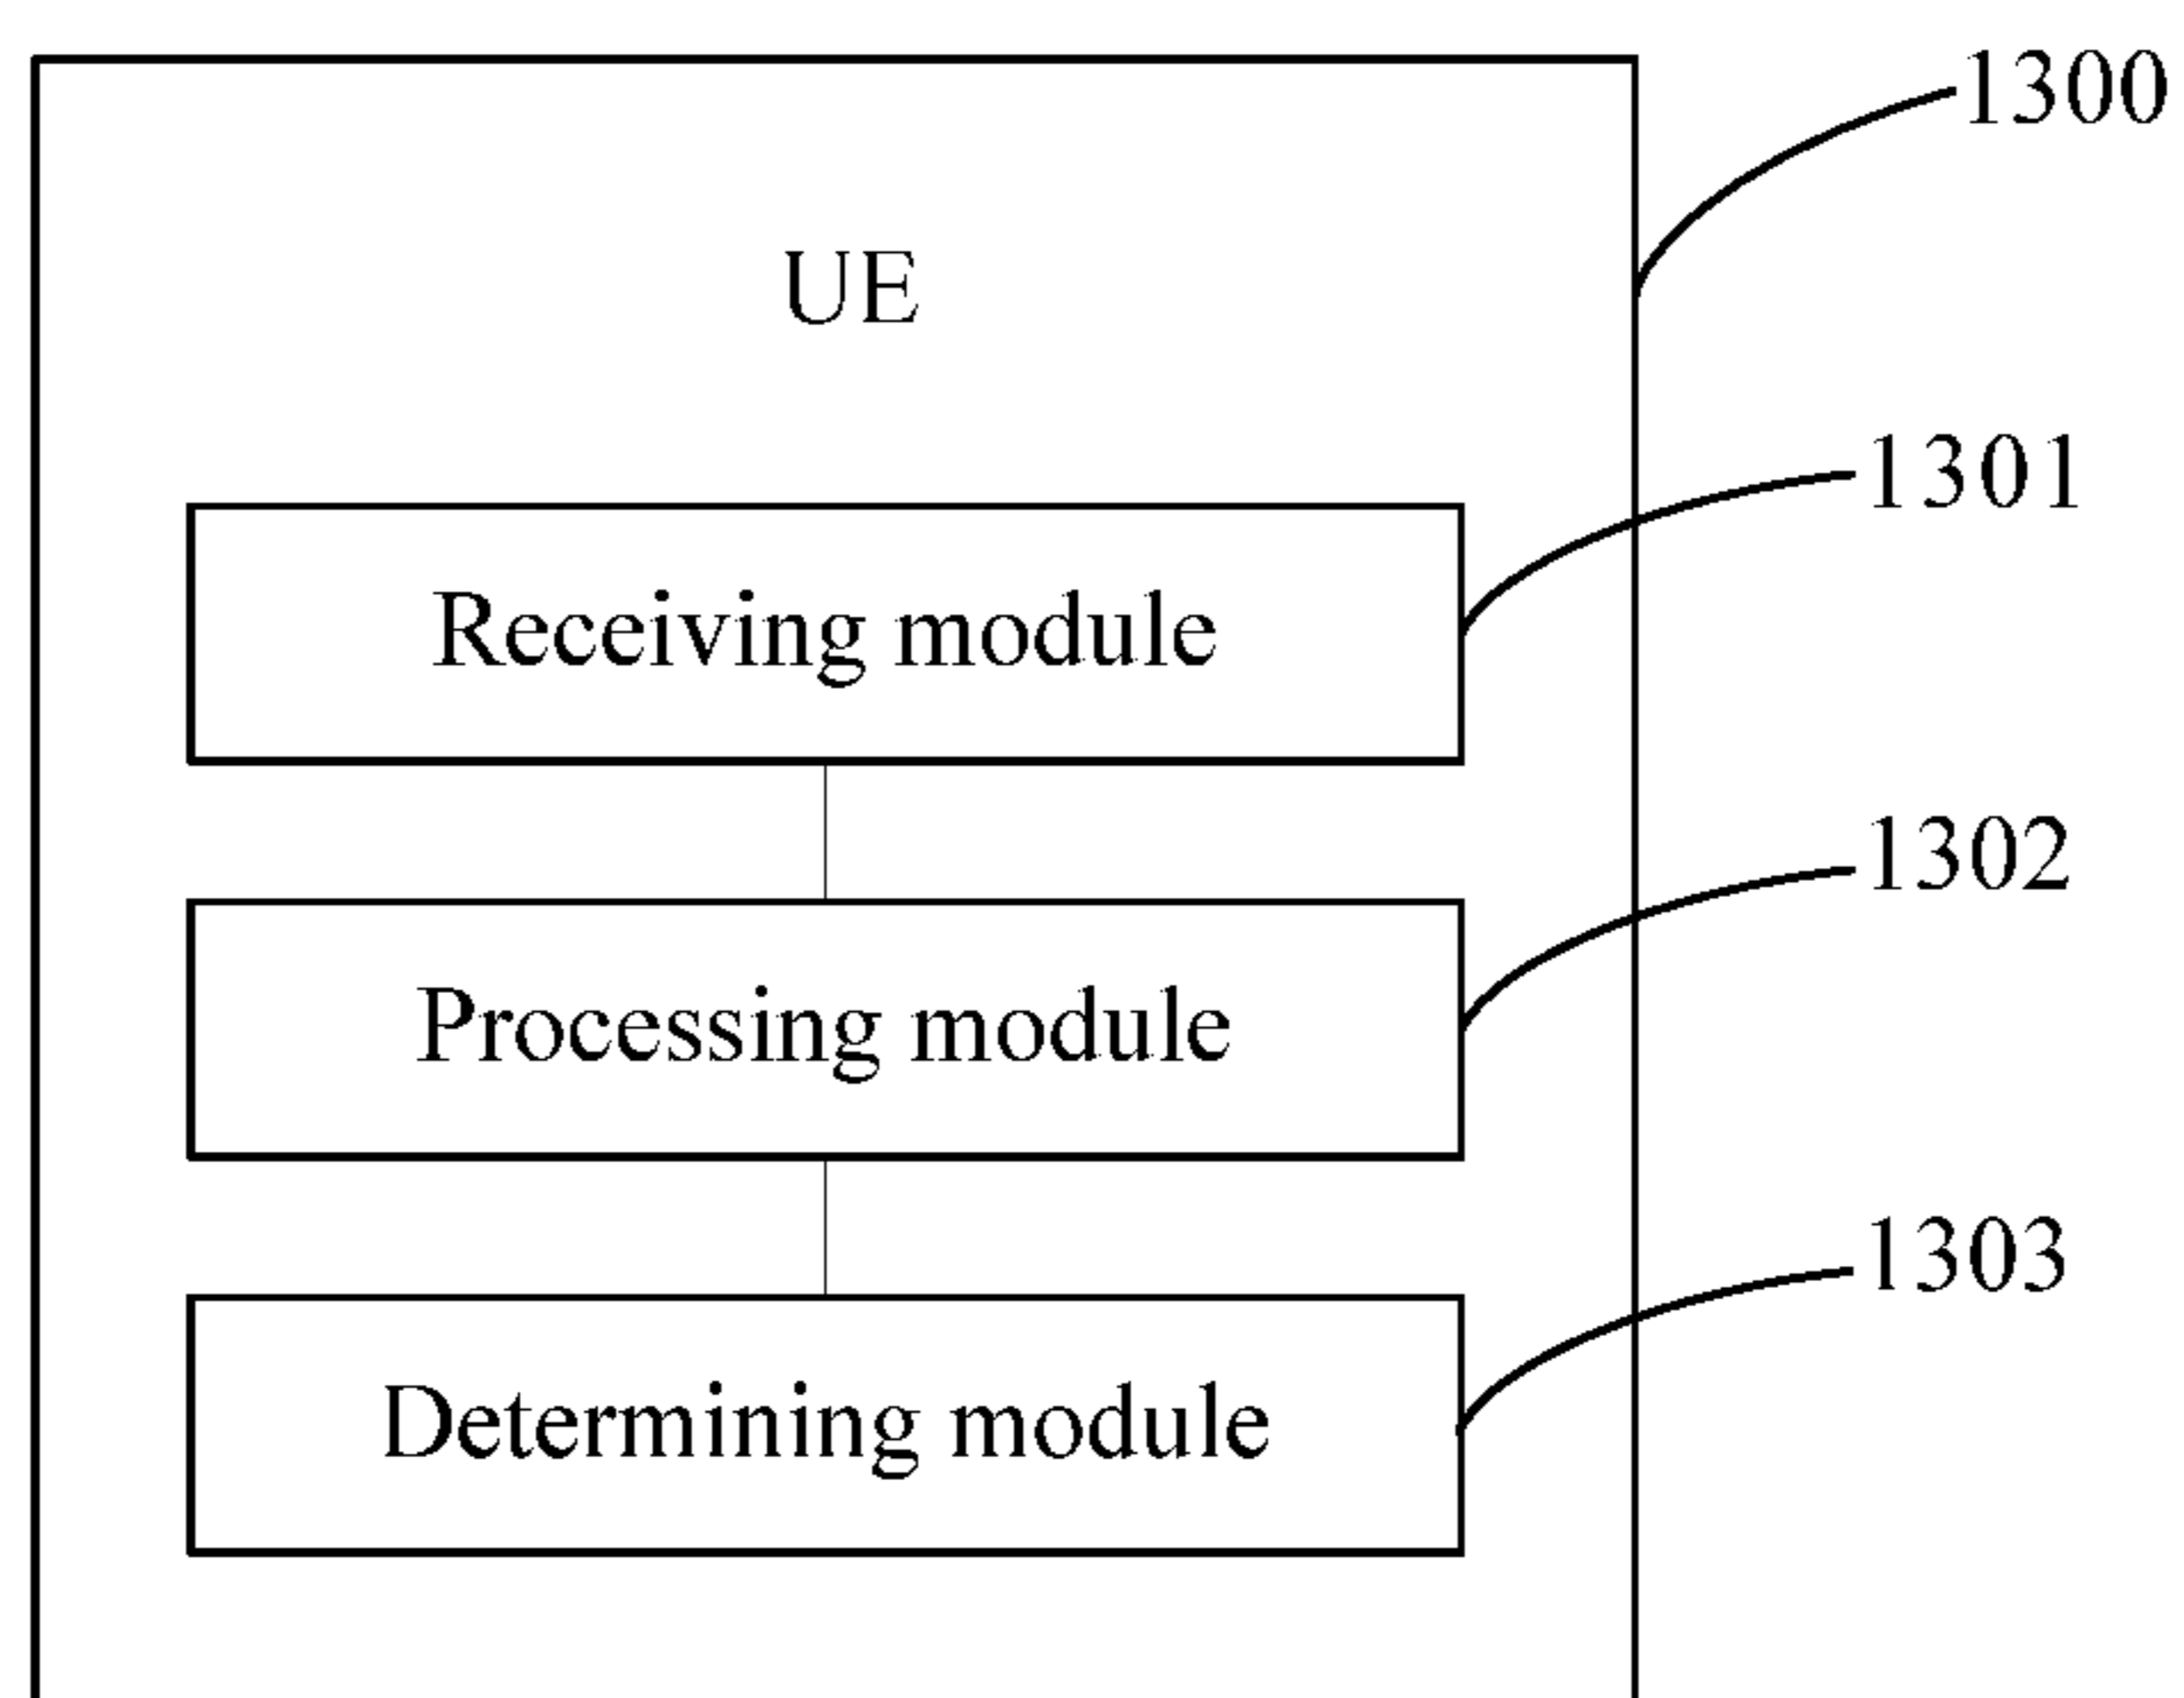 1300
UE
1301
Receiving module
1302
Processing module
1303
Determining module